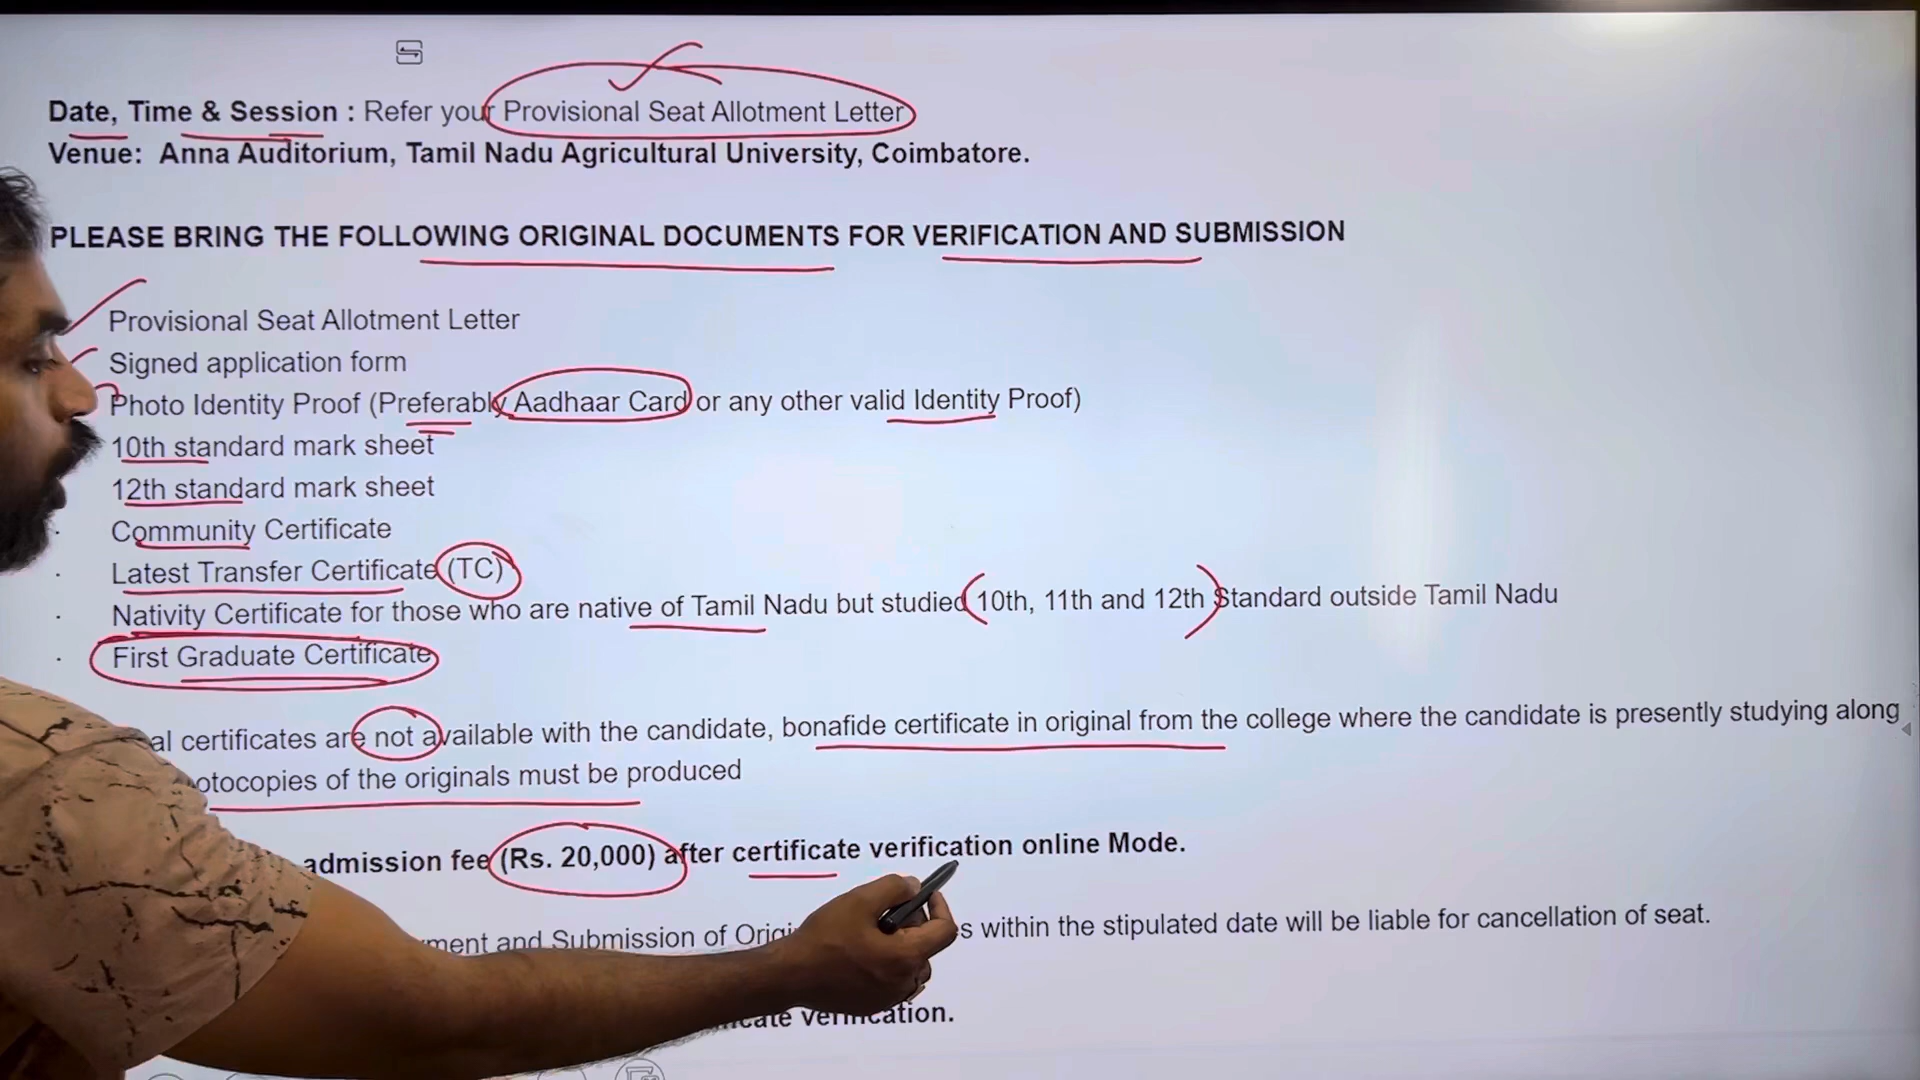 Date, Time & Session : Refer your Provisional Seat Allotment Letter
Venue: Anna Auditorium, Tamil Nadu Agricultural University, Coimbatore.
PLEASE BRING THE FOLLOWING ORIGINAL DOCUMENTS FOR VERIFICATION AND SUBMISSION
Provisional Seat Allotment Letter
Signed application form
Photo Identity Proof (Preferably Aadhaar Card or any other valid Identity Proof)
10th standard mark sheet
12th standard mark sheet
· Community Certificate
· Latest Transfer Certificate (TC)
· Nativity Certificate for those who are native of Tamil Nadu but studied 10th, 11th and 12th Standard outside Tamil Nadu
· First Graduate Certificate
certificates are not available with the candidate, bonafide certificate in original from the college where the candidate is presently studying along
of the originals must be produced
admission fee (Rs. 20,000) after certificate verification online Mode.
and Submission of within the stipulated date will be liable for cancellation of seat.
verification.